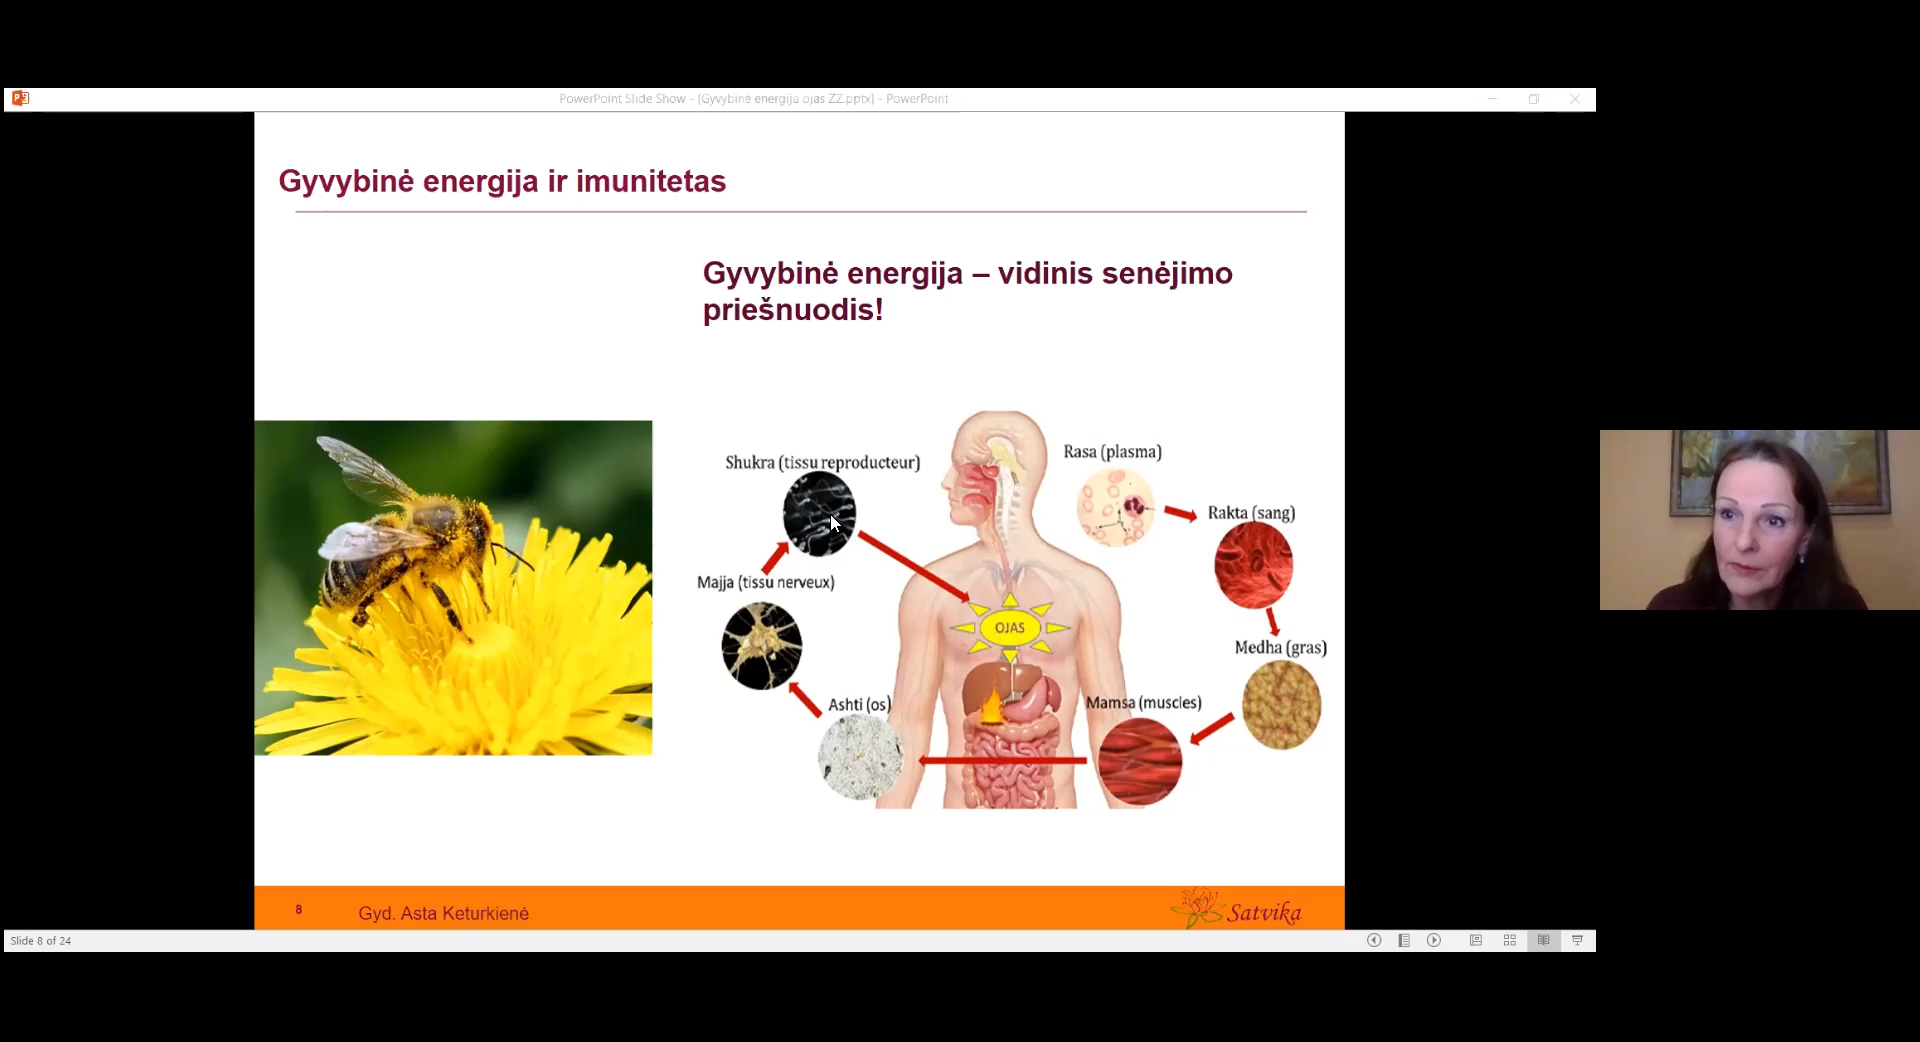 PowerPoint Slide Show - [Gyvybine energija ojas ZZ.pptx] - PowerPoint
Gyvybinė energija ir imunitetas
Gyvybinė energija – vidinis senėjimo
priešnuodis!
Shukra (tissu reproducteur)
Rasa (plasma)
Rakta (sang)
Majja (tissu nerveux)
OJAS
Medha (gras)
Ashti (os)
Mamsa (muscles)
8
Gyd. Asta Keturkienė
Satvika
Slide 8 of 24